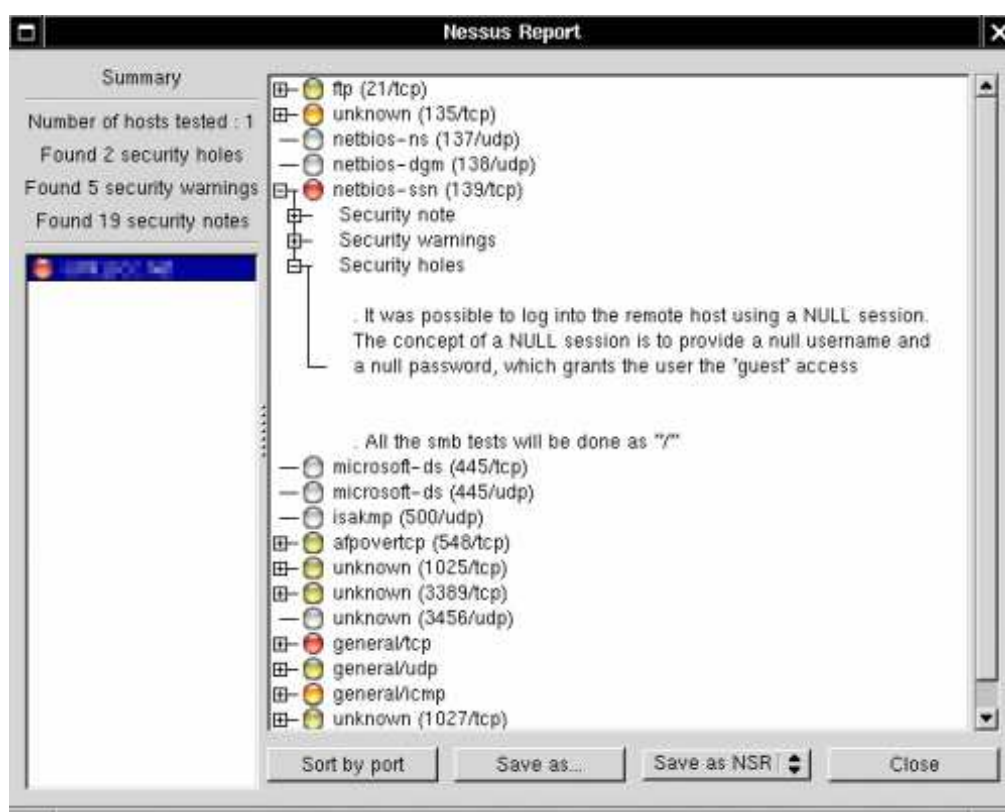 Nessus Report
Summary
Number of hosts tested : 1
Found 2 security holes
Found 5 security warnings
Found 19 security notes
ftp (21/tcp)
unknown (135/tcp)
netbios-ns (137/udp)
netbios-dgm (138/udp)
netbios-ssn (139/tcp)
Security note
Security warnings
Security holes
. It was possible to log into the remote host using a NULL session.
The concept of a NULL session is to provide a null username and
a null password, which grants the user the 'guest' access
. All the smb tests will be done as ''/''
microsoft-ds (445/tcp)
microsoft-ds (445/udp)
isakmp (500/udp)
afpovertcp (548/tcp)
unknown (1025/tcp)
unknown (3389/tcp)
unknown (3456/udp)
general/tcp
general/udp
general/icmp
unknown (1027/tcp)
Sort by port
Save as...
Save as NSR
Close